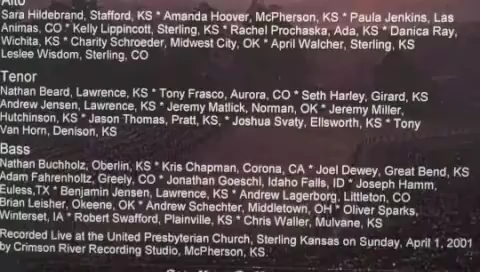 Alto
Sara Hildebrand, Stafford, KS * Amanda Hoover, McPherson, KS * Paula Jenkins, Las
Animas, CO * Kelly Lippincott, Sterling, KS * Rachel Prochaska, Ada, KS * Danica Ray,
Wichita, KS * Charity Schroeder, Midwest City, OK * April Walcher, Sterling, KS
Leslee Wisdom, Sterling, CO
Tenor
Nathan Beard, Lawrence, KS * Tony Frasco, Aurora, CO * Seth Harley, Girard, KS
Andrew Jensen, Lawrence, KS * Jeremy Matlick, Norman, OK * Jeremy Miller,
Hutchinson, KS * Jason Thomas, Pratt, KS, * Joshua Svaty, Ellsworth, KS * Tony
Van Horn, Denison, KS
Bass
Nathan Buchholz, Oberlin, KS * Kris Chapman, Corona, CA * Joel Dewey, Great Bend, KS
Adam Fahrenholtz, Greely, CO * Jonathan Goeschl, Idaho Falls, ID * Joseph Hamm,
Euless,TX * Benjamin Jensen, Lawrence, KS * Andrew Lagerborg, Littleton, CO
Brian Leisher, Okeene, OK * Andrew Schechter, Middletown, OH * Oliver Sparks,
Winterset, IA * Robert Swafford, Plainville, KS * Chris Waller, Mulvane, KS
Recorded Live at the United Presbyterian Church, Sterling Kansas on Sunday, April 1, 2001
by Crimson River Recording Studio, McPherson, KS.